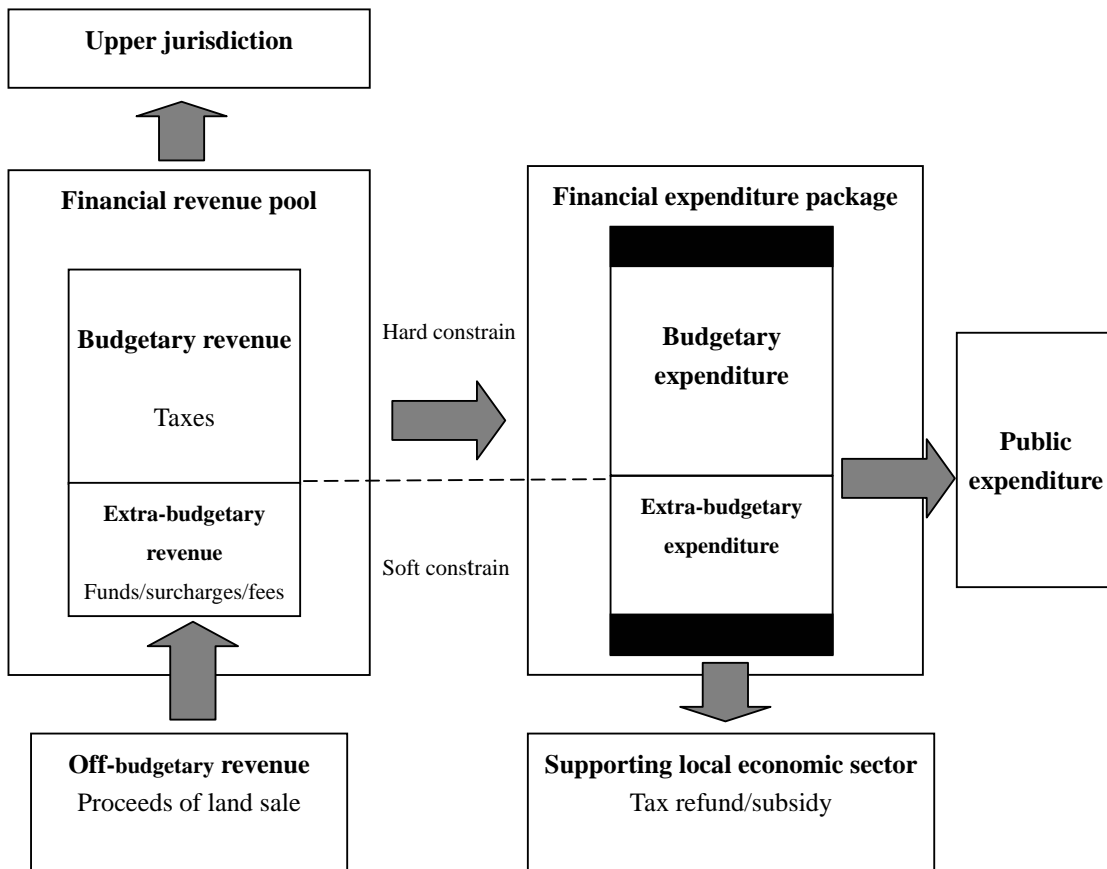 Upper jurisdiction
Financial revenue pool
Budgetary revenue
Taxes
Extra-budgetary
revenue
Funds/surcharges/fees
Off-budgetary revenue
Proceeds of land sale
Hard constrain
Soft constrain
Financial expenditure package
Budgetary
expenditure
Extra-budgetary
expenditure
Supporting local economic sector
Tax refund/subsidy
Public
expenditure